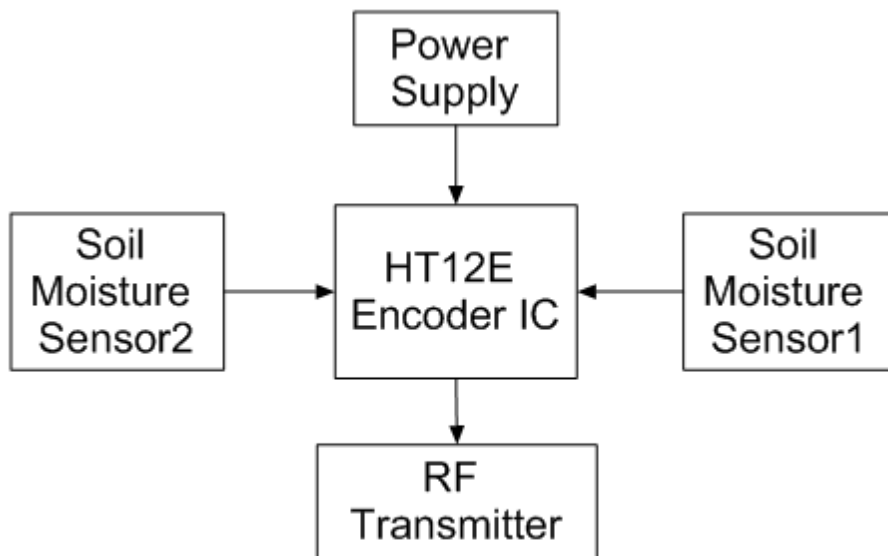 Power
Supply
Soil
Moisture
Sensor2
HT12E
Encoder IC
Soil
Moisture
Sensor1
RF
Transmitter